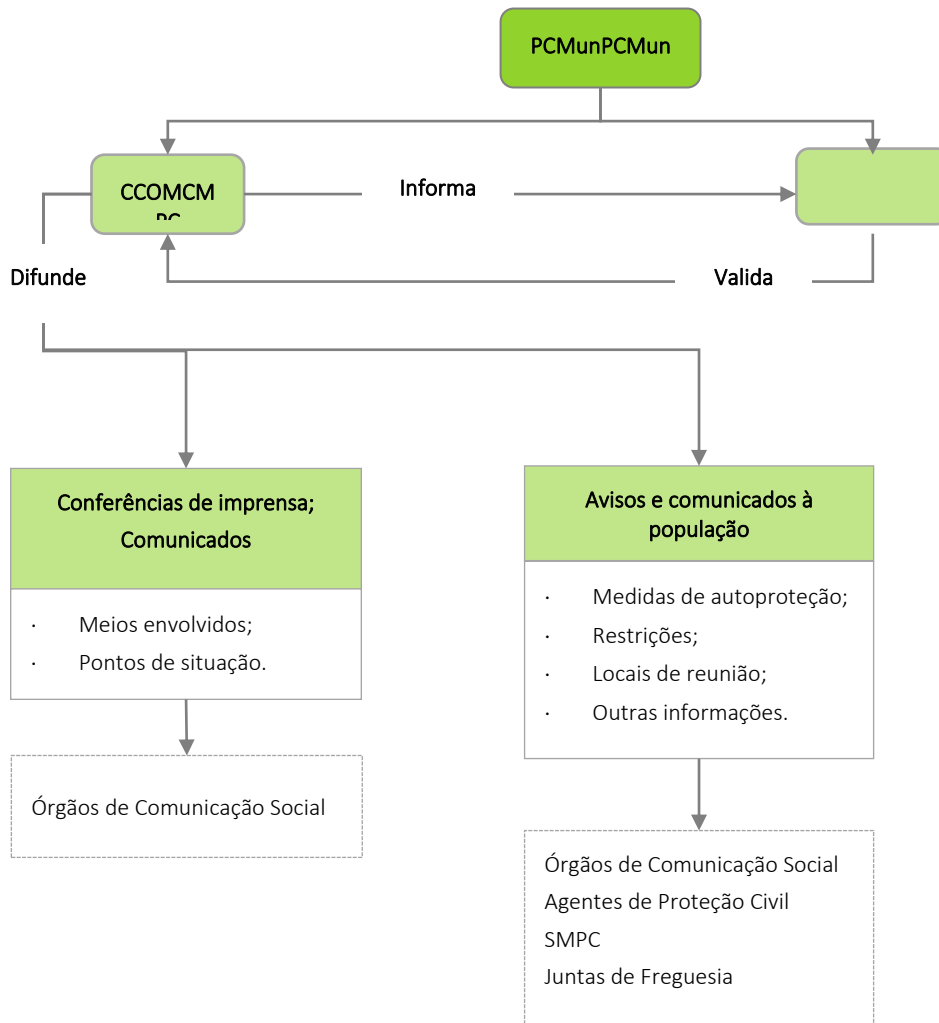 PCMunPCMun
CCOMCM
PC
Informa
Difunde
Valida
Conferências de imprensa;
Comunicados
· Meios envolvidos;
· Pontos de situação.
Órgãos de Comunicação Social
Avisos e comunicados à
população
· Medidas de autoproteção;
· Restrições;
· Locais de reunião;
· Outras informações.
Órgãos de Comunicação Social
Agentes de Proteção Civil
SMPC
Juntas de Freguesia